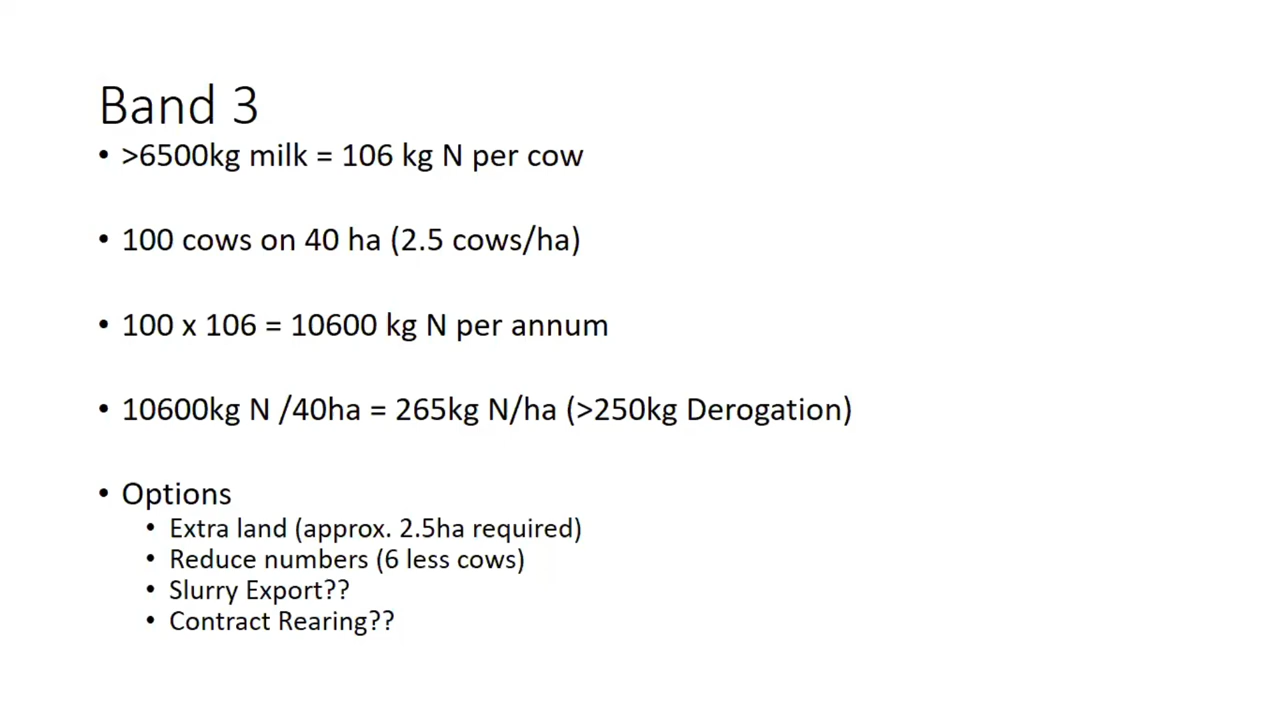 Band 3
• >6500kg milk = 106 kg N per cow
• 100 cows on 40 ha (2.5 cows/ha)
• 100 x 106 = 10600 kg N per annum
• 10600kg N /40ha = 265kg N/ha (>250kg Derogation)
• Options
• Extra land (approx. 2.5ha required)
• Reduce numbers (6 less cows)
• Slurry Export??
• Contract Rearing??